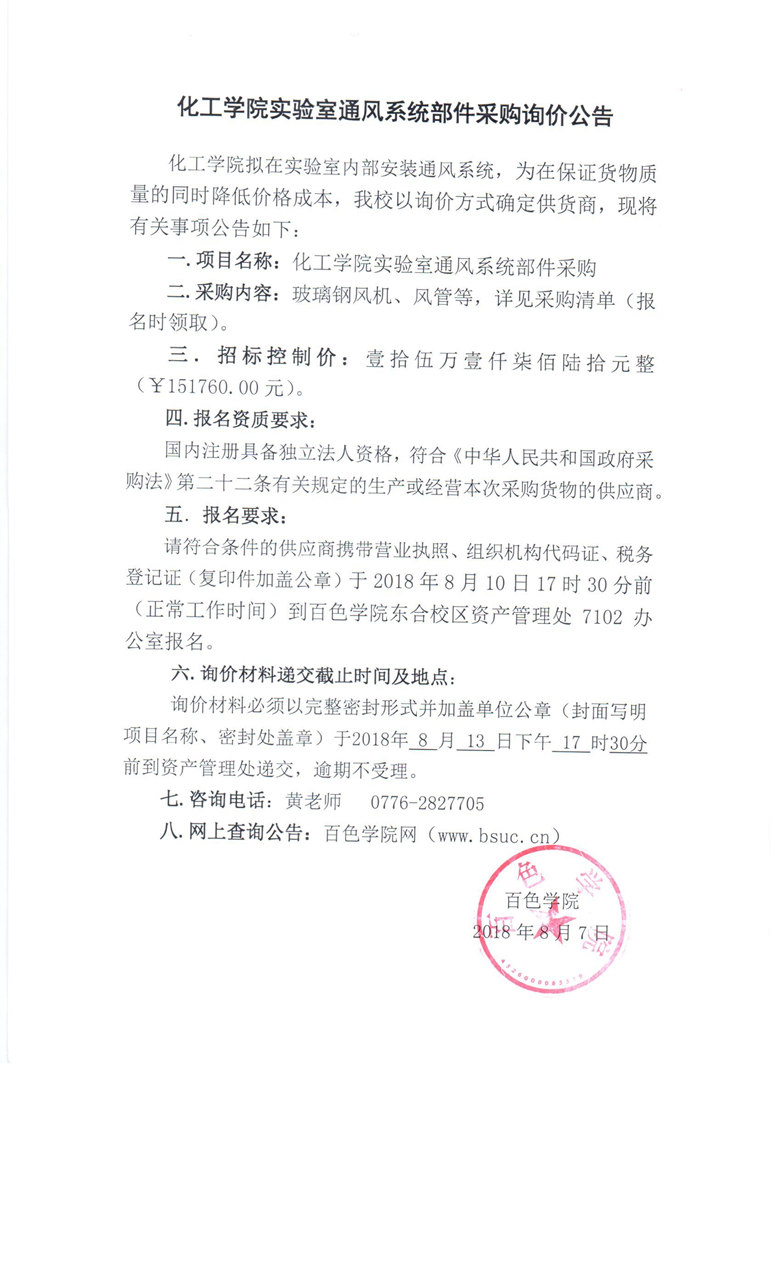 化工学院实验室通风系统部件采购询价公告
化工学院拟在实验室内部安装通风系统，为在保证货物质
量的同时降低价格成本，我校以询价方式确定供货商，现将
有关事项公告如下：
一.项目名称：化工学院实验室通风系统部件采购
二.采购内容：玻璃钢风机、风管等，详见采购清单（报
名时领取）。
三．招标控制价：壹拾伍万壹仟柒佰陆拾元整
（￥151760.00 元）。
四.报名资质要求：
国内注册具备独立法人资格，符合《中华人民共和国政府采
购法》第二十二条有关规定的生产或经营本次采购货物的供应商。
五．报名要求：
请符合条件的供应商携带营业执照、组织机构代码证、税务
登记证（复印件加盖公章）于 2018 年 8 月 10 日 17 时 30 分前
（正常工作时间）到百色学院东合校区资产管理处 7102 办
公室报名。
六.询价材料递交截止时间及地点：
询价材料必须以完整密封形式并加盖单位公章（封面写明
项目名称、密封处盖章）于2018年 8 月 13 日下午 17 时30分
前到资产管理处递交，逾期不受理。
七.咨询电话：黄老师 0776-2827705
八.网上查询公告：百色学院网（www.bsuc.cn）
百色学院
2018 年 8 月 7 日
百色学院